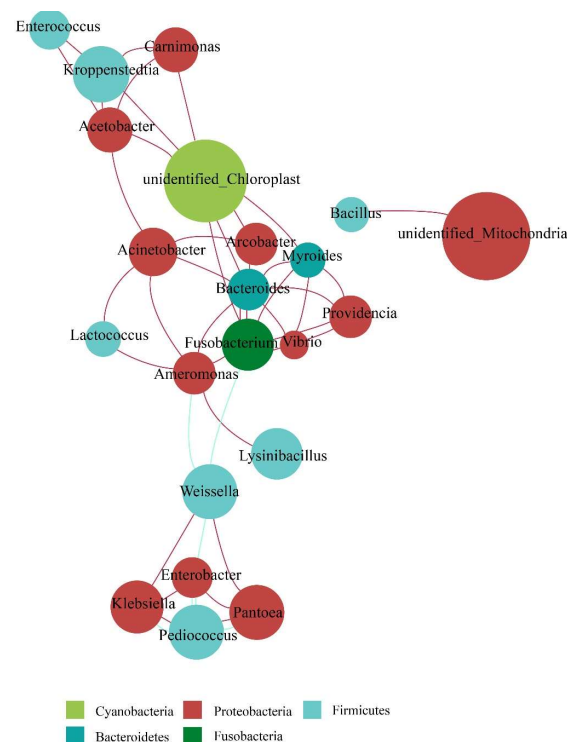 Enterococcus
Carnimonas
Kroppenstedtia
Acetobacter
unidentified_Chloroplast
Bacillus
unidentified_Mitochondria
Acinetobacter
Arcobacter
Myroides
Bacteroides
Providencia
Lactococcus
Fusobacterium
Vibrio
Ameromonas
Lysinibacillus
Weissella
Enterobacter
Klebsiella
Pantoea
Pediococcus
Cyanobacteria
Proteobacteria
Firmicutes
Bacteroidetes
Fusobacteria